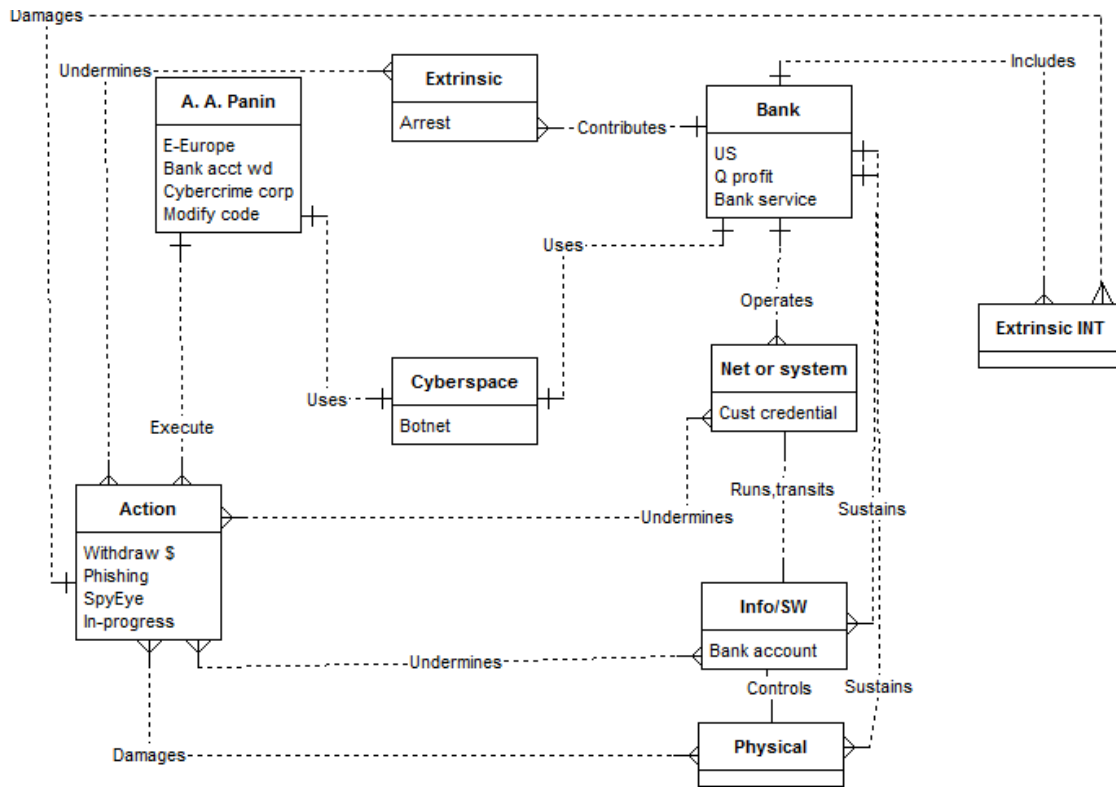 Damages
Undermines
Extrinsic
Arrest
Includes
A. A. Panin
E-Europe
Bank acct wd
Cybercrime corp
Modify code
Contributes
Bank
US
Q profit
Bank service
Uses
Operates
Extrinsic INT
Net or system
Cust credential
Cyberspace
Botnet
Uses
Execute
Runs,transits
Sustains
Undermines
Action
Withdraw $
Phishing
SpyEye
In-progress
Info/SW
Bank account
Undermines
Controls
Sustains
Physical
Damages